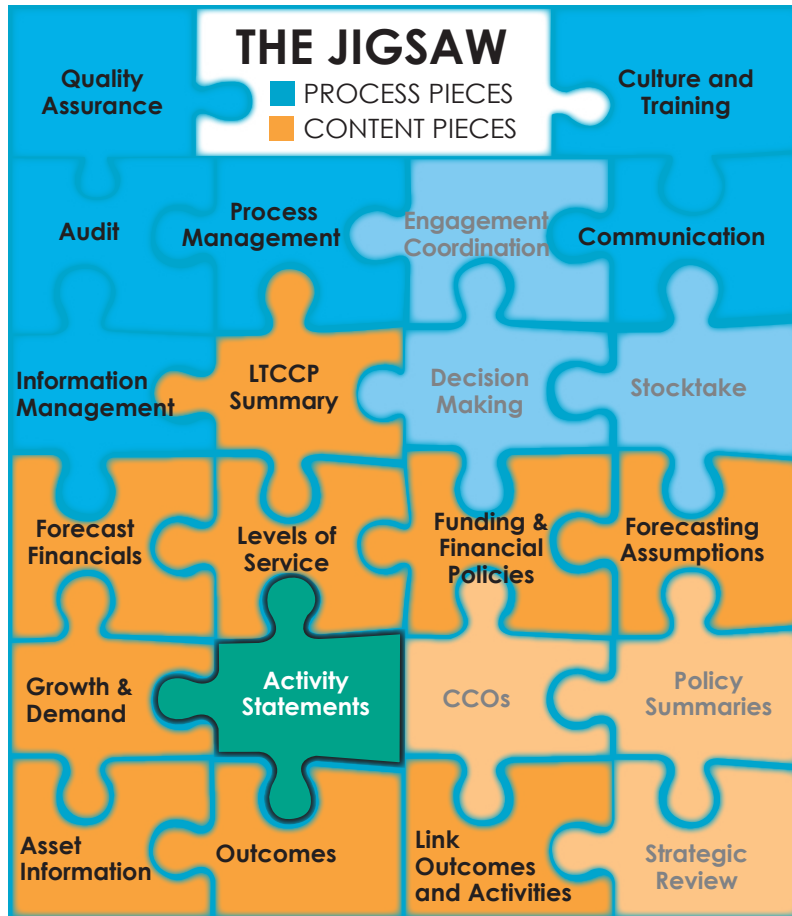 THE JIGSAW
PROCESS PIECES
CONTENT PIECES
Quality
Assurance
Culture and
Training
Audit
Process
Management
Engagement
Coordination
Communication
Information
Management
LTCCP
Summary
Decision
Making
Stocktake
Forecast
Financials
Levels of
Service
Funding &
Financial
Policies
Forecasting
Assumptions
Growth &
Demand
Activity
Statements
CCOs
Policy
Summaries
Asset
Information
Outcomes
Link
Outcomes
and Activities
Strategic
Review